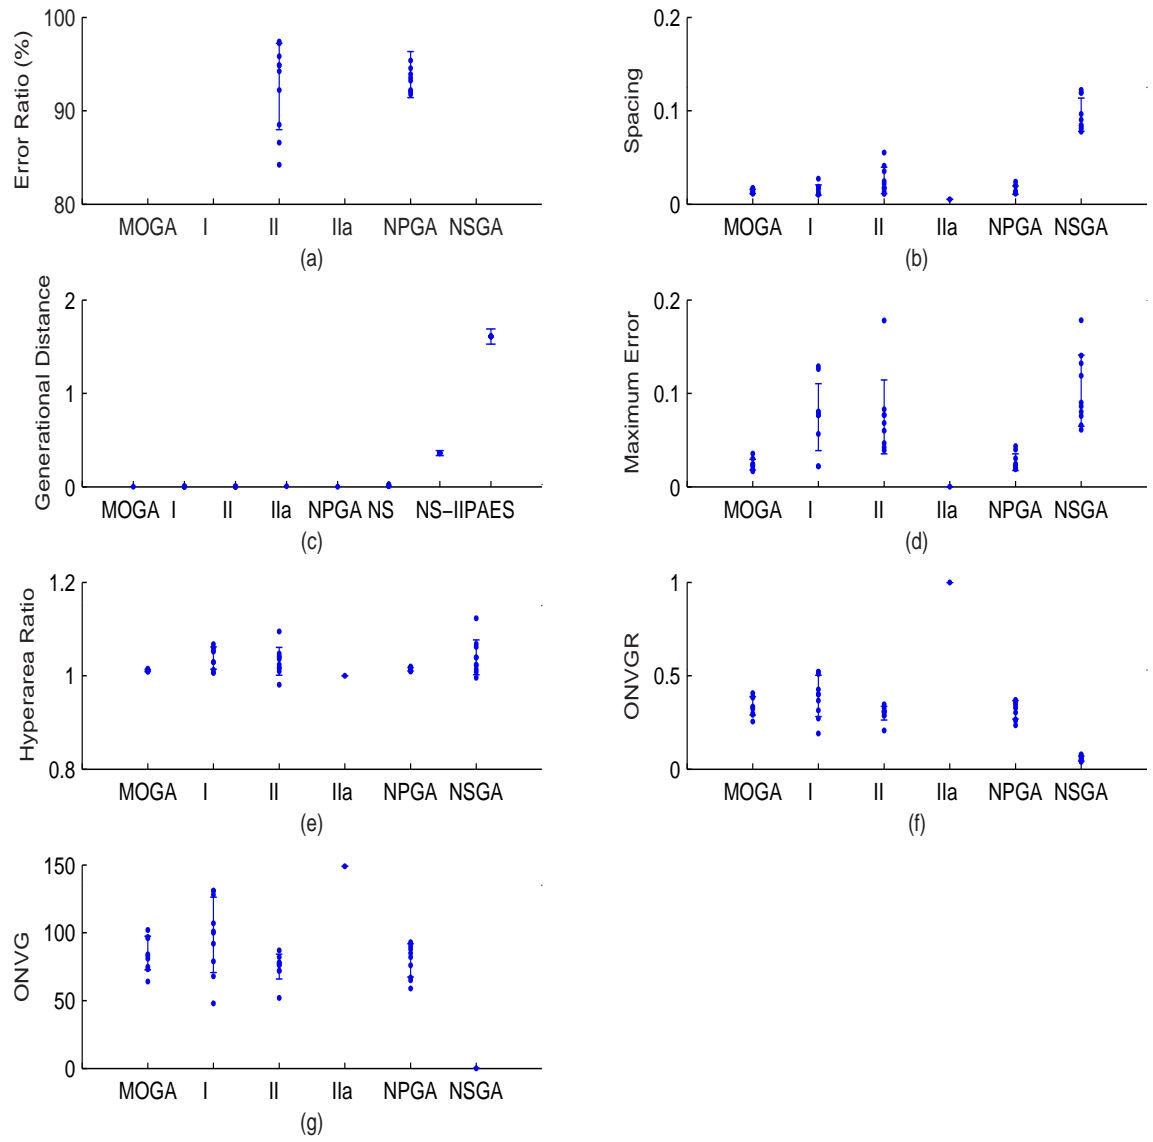 100
90
80
Error Ratio (%)
MOGA I II IIa NPGA NSGA
(a)
0.2
0.1
0
Spacing
MOGA I II IIa NPGA NSGA
(b)
2
1
0
Generational Distance
MOGA I II IIa NPGA NS NS–IIPAES
(c)
0.2
0.1
0
Maximum Error
MOGA I II IIa NPGA NSGA
(d)
1.2
1
0.8
Hyperarea Ratio
MOGA I II IIa NPGA NSGA
(e)
1
0.5
0
ONVGR
MOGA I II IIa NPGA NSGA
(f)
150
100
50
0
ONVG
MOGA I II IIa NPGA NSGA
(g)